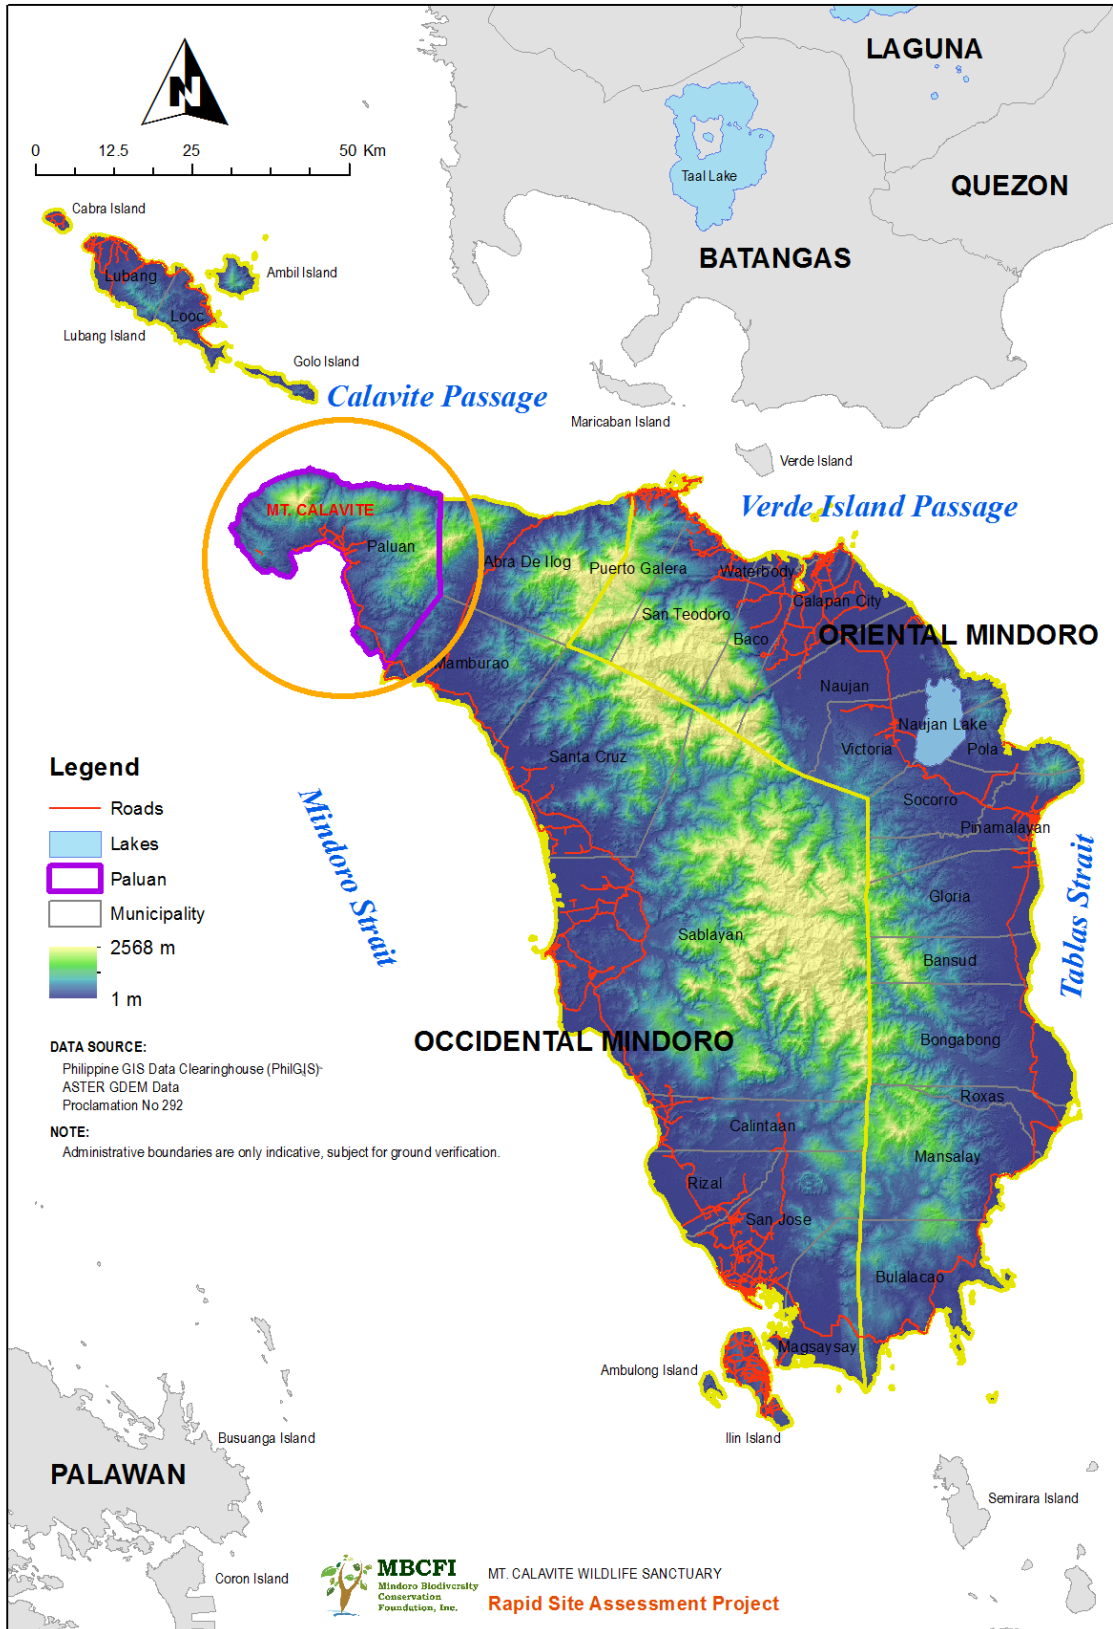 LAGUNA
N
0 12.5 25 50 Km
Taal Lake
QUEZON
Cabra Island
BATANGAS
Lubang
Ambil Island
Looc
Lubang Island
Golo Island
Calavite Passage
Maricaban Island
Verde Island
MT. CALAVITE
Verde Island Passage
Paluan
Abra De Ilog
Puerto Galera
Waterbody
Calapan City
San Teodoro
Baco
ORIENTAL MINDORO
Mamburao
Naujan
Naujan Lake
Victoria
Pola
Santa Cruz
Legend
Roads
Lakes
Paluan
Municipality
2568 m
1 m
Mindoro Strait
Socorro
Pinamalayan
Tablas Strait
Gloria
Sablayan
Bansud
OCCIDENTAL MINDORO
Bongabong
DATA SOURCE:
Philippine GIS Data Clearinghouse (PhilGIS)
ASTER GDEM Data
Proclamation No 292
NOTE:
Administrative boundaries are only indicative, subject for ground verification.
Roxas
Calintaan
Mansalay
Rizal
San Jose
Bulalacao
Magsaysay
Ambulong Island
Ilin Island
Busuanga Island
PALAWAN
Semirara Island
Coron Island
MBCFI
Mindoro Biodiversity
Conservation
Foundation, Inc.
MT. CALAVITE WILDLIFE SANCTUARY
Rapid Site Assessment Project